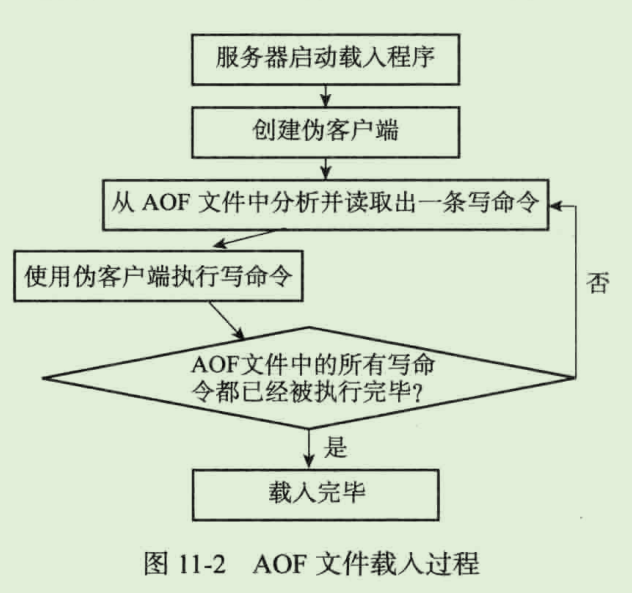 服务器启动载入程序
创建伪客户端
从 AOF 文件中分析并读取出一条写命令
使用伪客户端执行写命令
否
AOF文件中的所有写命
令都已经被执行完毕?
是
载入完毕
图 11-2 AOF 文件载入过程